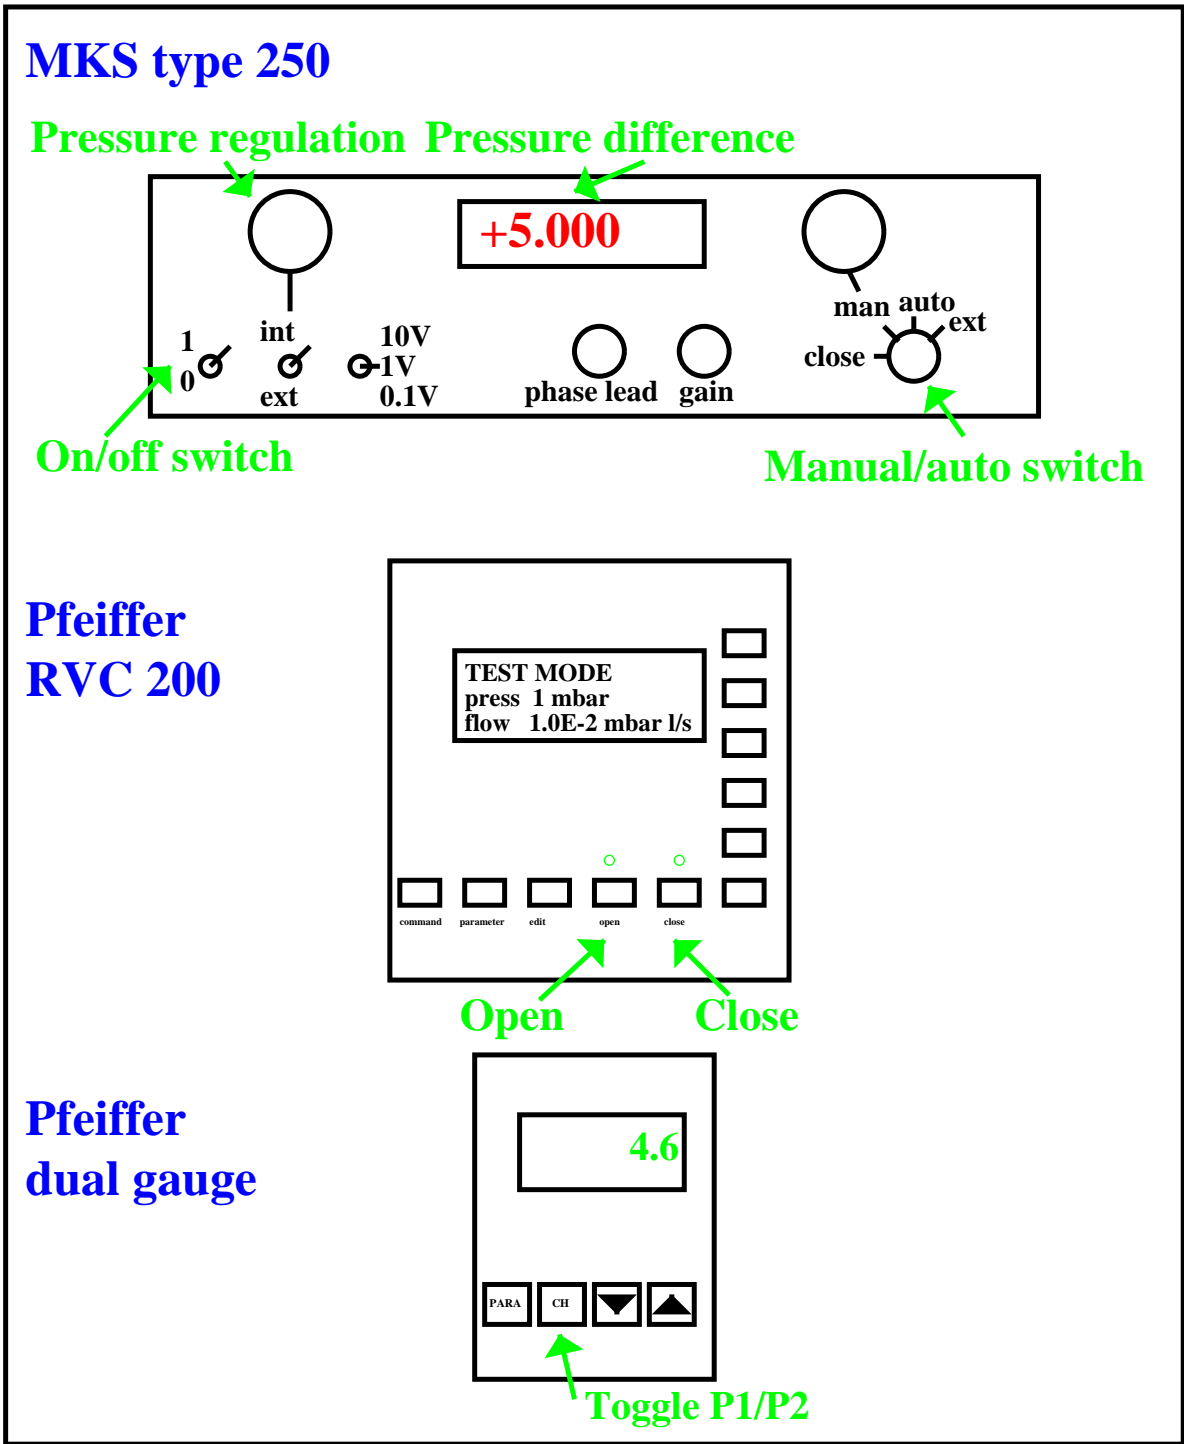 MKS type 250
Pressure regulation Pressure difference
+5.000
man auto ext
1 int 10V
close
1V
0 ext 0.1V
phase lead gain
On/off switch
Manual/auto switch
Pfeiffer
RVC 200
TEST MODE
press 1 mbar
flow 1.0E-2 mbar l/s
command parameter edit open close
Open Close
Pfeiffer
dual gauge
4.6
PARA CH
Toggle P1/P2